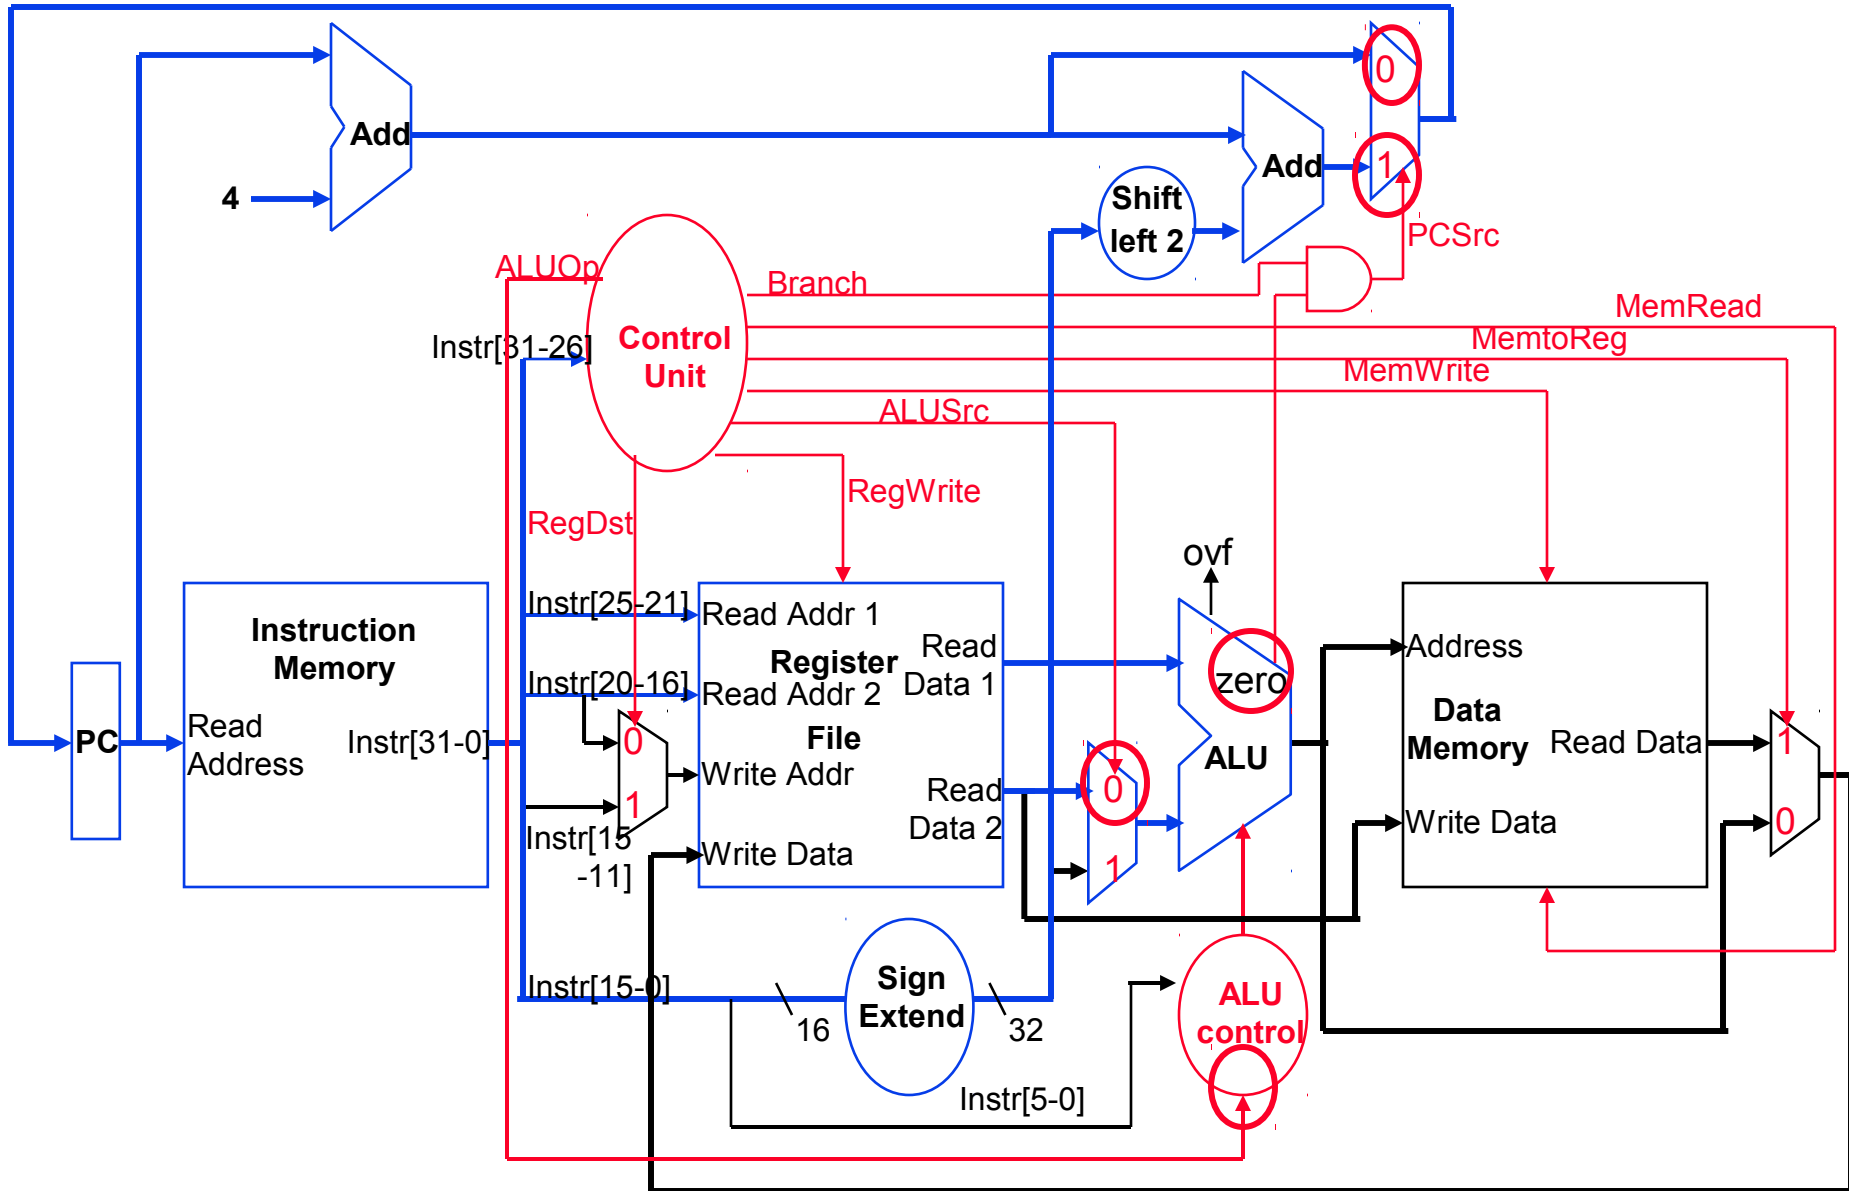 0
Add
1
Add
4
Shift
left 2
PCSrc
ALUOp
Branch
MemRead
Instr[31-26]
Control
Unit
MemtoReg
MemWrite
ALUSrc
RegWrite
RegDst
ovf
Instr[25-21]
Read Addr 1
Instruction
Memory
Register
File
Read
Data 1
Instr[20-16]
Read Addr 2
zero
Address
Data
Memory
PC
Read
Address
Instr[31-0]
0
Write Addr
ALU
Read Data
1
1
Read
Data 2
0
Instr[15
-11]
Write Data
1
Write Data
0
Instr[15-0]
16
Sign
Extend
32
ALU
control
Instr[5-0]